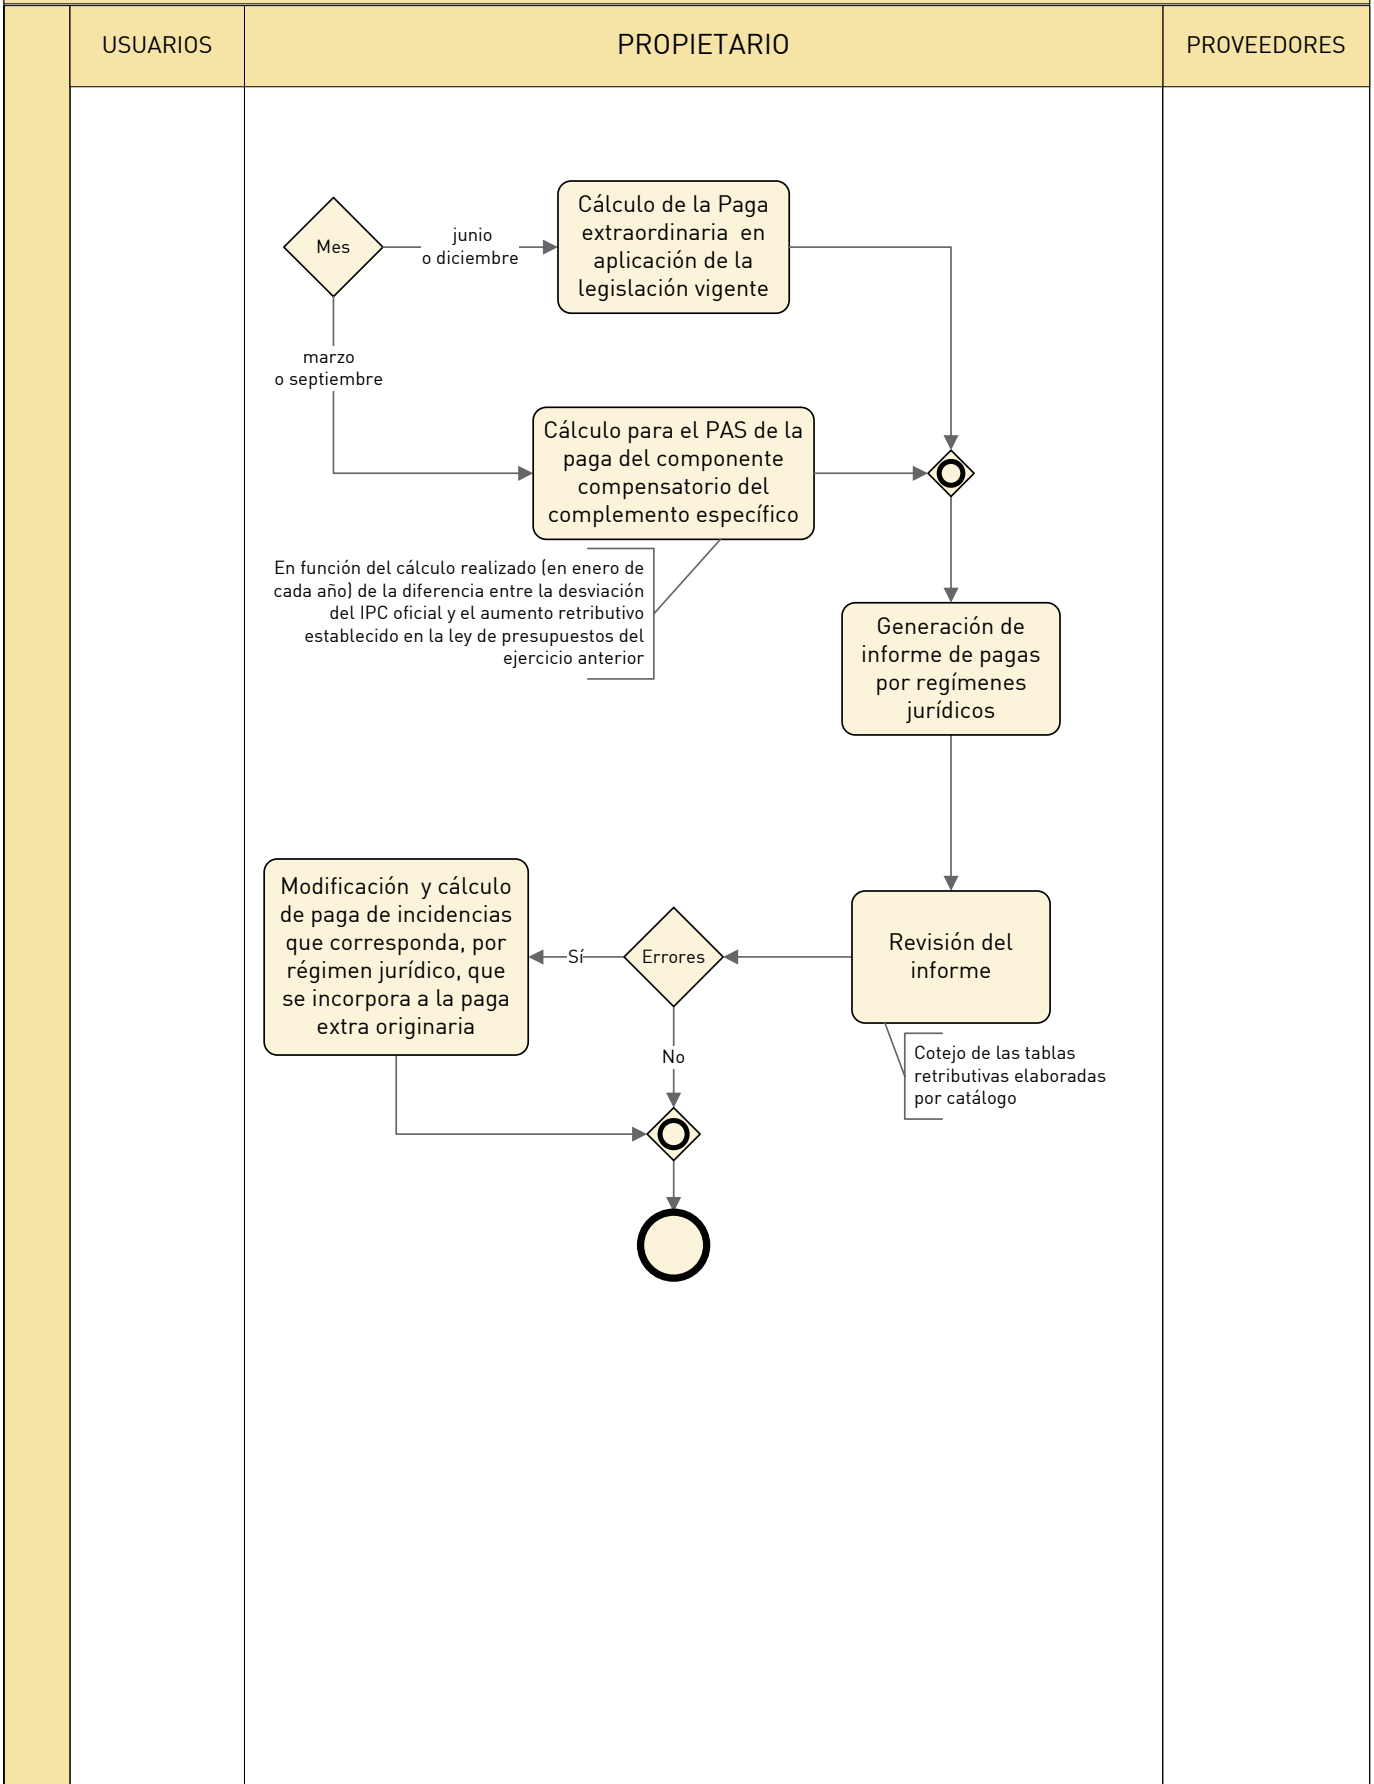 USUARIOS
PROPIETARIO
PROVEEDORES
Mes
junio
o diciembre
Cálculo de la Paga
extraordinaria  en
aplicación de la
legislación vigente
marzo
o septiembre
Cálculo para el PAS de la
paga del componente
compensatorio del
complemento específico
En función del cálculo realizado (en enero de
cada año) de la diferencia entre la desviación
del IPC oficial y el aumento retributivo
establecido en la ley de presupuestos del
ejercicio anterior
Generación de
informe de pagas
por regímenes
jurídicos
Modificación  y cálculo
de paga de incidencias
que corresponda, por
régimen jurídico, que
se incorpora a la paga
extra originaria
Sí
Errores
Revisión del
informe
No
Cotejo de las tablas
retributivas elaboradas
por catálogo